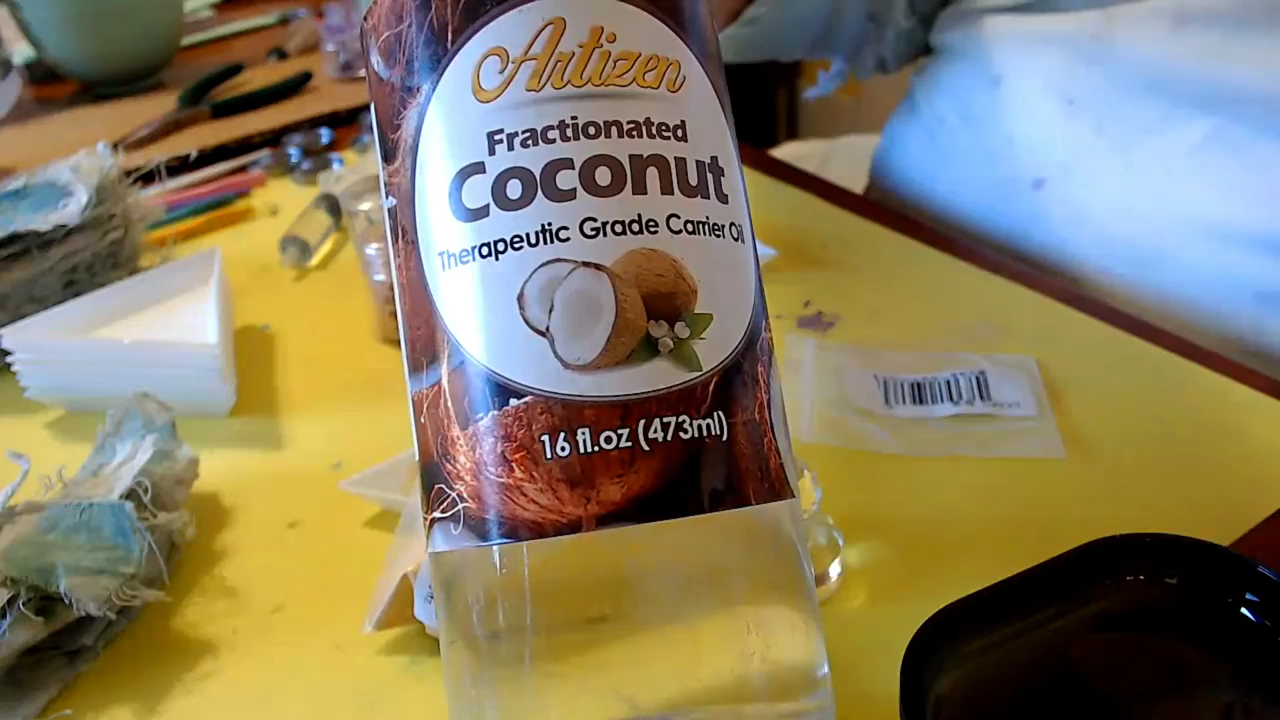 Artizen
Fractionated
Coconut
Therapeutic Grade Carrier Oil
16 fl.oz (473ml)